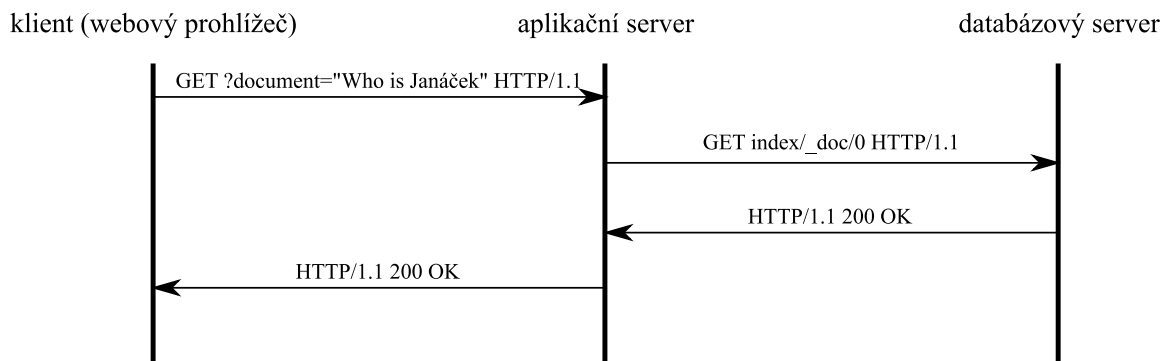 klient (webový prohlížeč)
aplikační server
databázový server
GET ?document="Who is Janáček" HTTP/1.1
GET index/_doc/0 HTTP/1.1
HTTP/1.1 200 OK
HTTP/1.1 200 OK